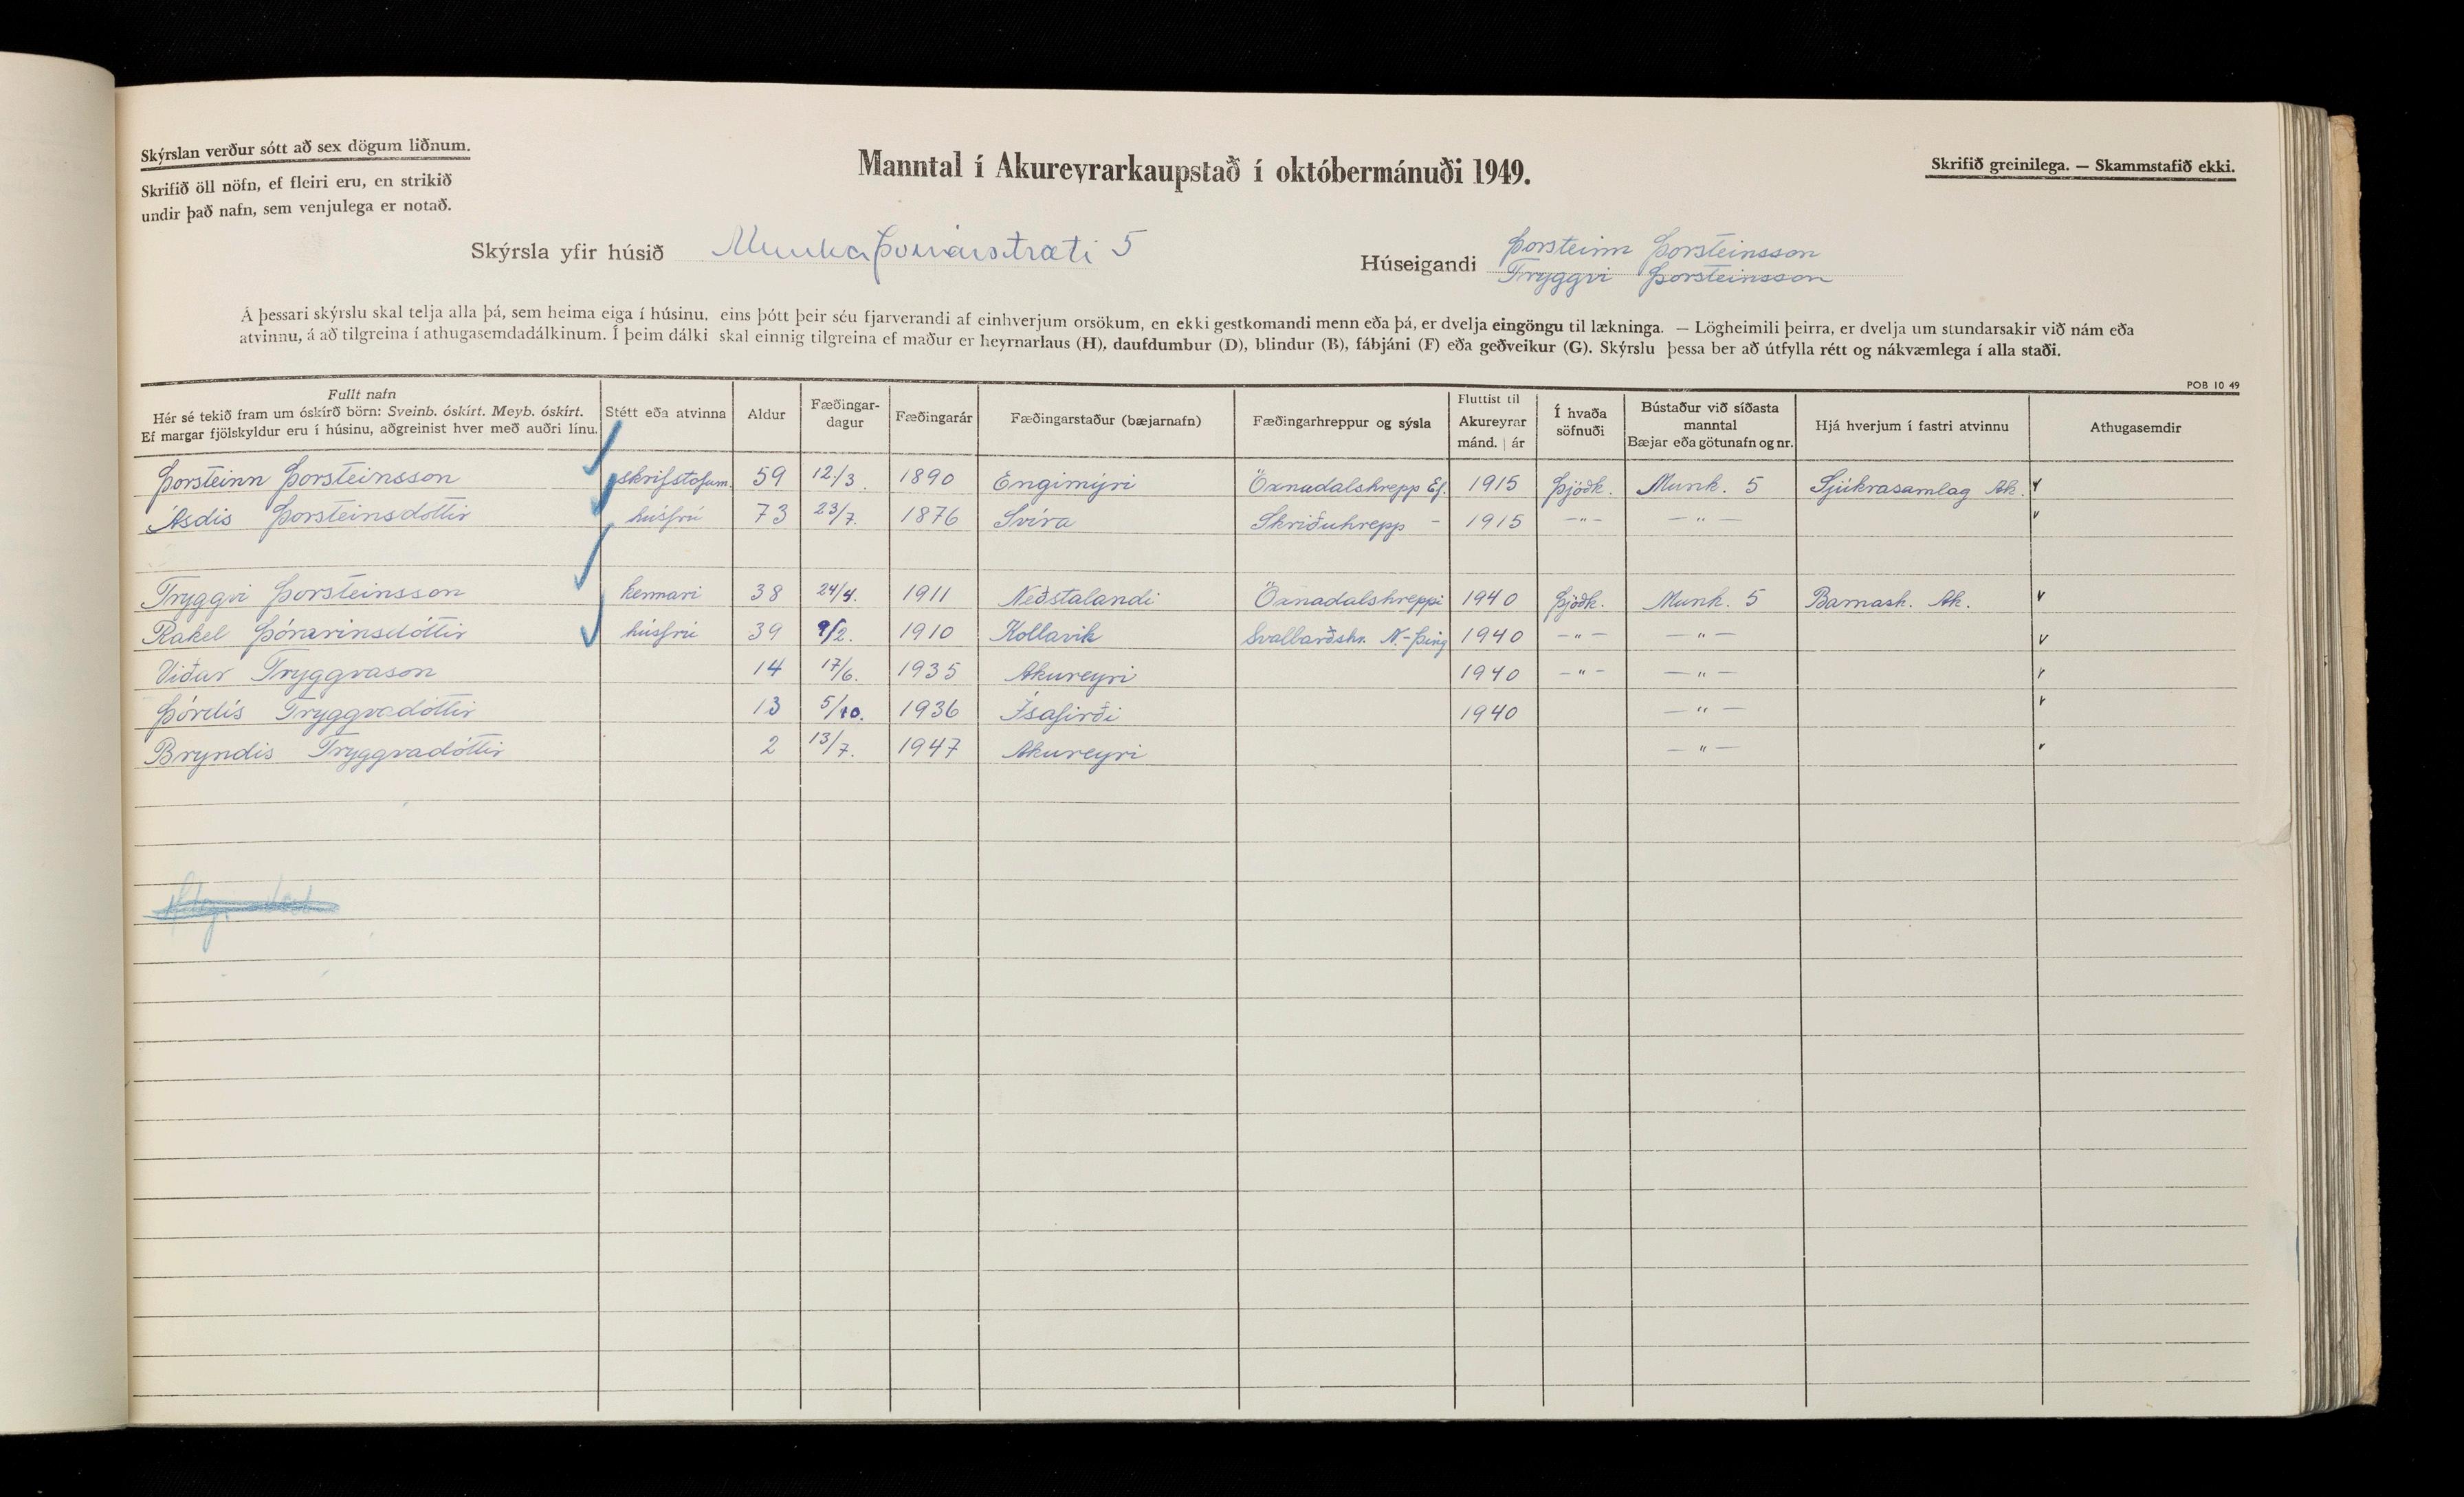 Skýrslan verður sótt að sex dögum liðnum.
Skrifið öll nöfn, ef fleiri eru, en strikið
undir það nafn, sem venjulega er notað.
Manntal í Akureyrarkaupstað í októbermánuði 1949.
Skrifið greinilega. — Skammstafið ekki.
Skýrsla yfir húsið Munkaþverárstræti 5
Húseigandi Þorsteinn Þorsteinsson
Tryggvi Þorsteinsson
Á þessari skýrslu skal telja alla þá, sem heima eiga í húsinu, eins þótt þeir séu fjarverandi af einhverjum orsökum, en ekki gestkomandi menn eða þá, er dvelja eingöngu til lækninga. — Lögheimili þeirra, er dvelja um stundarsakir við nám eða
atvinnu, á að tilgreina í athugasemdadálkinum. Í þeim dálki skal einnig tilgreina ef maður er heyrnarlaus (H), daufdumbur (D), blindur (B), fábjáni (F) eða geðveikur (G). Skýrslu þessa ber að útfylla rétt og nákvæmlega í alla staði.
POB 10 49
Fullt nafn
Hér sé tekið fram um óskírð börn: Sveinb. óskírt. Meyb. óskírt.
Ef margar fjölskyldur eru í húsinu, aðgreinist hver með auðri línu.
Stétt eða atvinna
Aldur
Fæðingar-
dagur
Fæðingarár
Fæðingarstaður (bæjarnafn)
Fæðingarhreppur og sýsla
Fluttist til
Akureyrar
mánd. | ár
Í hvaða
söfnuði
Bústaður við síðasta
manntal
Bæjar eða götunafn og nr.
Hjá hverjum í fastri atvinnu
Athugasemdir
Þorsteinn Þorsteinsson skrifstofum. 59 12/3. 1890 Engimýri Öxnadalshrepp Ef. 1915 Þjóðk. Munk. 5 Sjúkrasamlag Ak. v
Ásdís Þorsteinsdóttir húsfrú 73 23/7. 1876 Svíra Skriðuhrepp - 1915 -"- -"- v
Tryggvi Þorsteinsson kennari 38 24/4. 1911 Neðstalandi Öxnadalshreppi 1940 Þjóðk. Munk. 5 Barnask. Ak. v
Rakel Þórarinsdóttir húsfrú 39 9/2. 1910 Kollavik Svalbarðshr. N-Þing 1940 -"- -"- v
Viðar Tryggvason 14 17/6. 1935 Akureyri 1940 -"- -"- v
Þórdís Tryggvadóttir 13 5/10. 1936 Ísafirði 1940 -"- v
Bryndís Tryggvadóttir 2 13/7. 1947 Akureyri -"- v